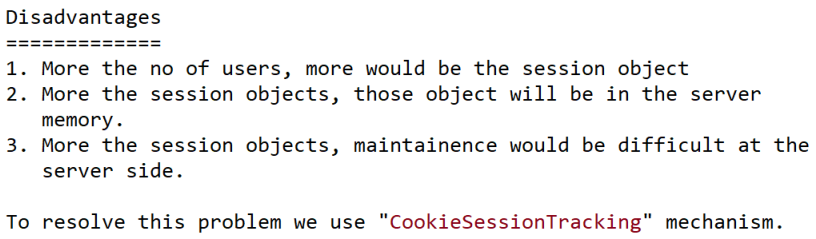 Disadvantages
=============
1. More the no of users, more would be the session object
2. More the session objects, those object will be in the server
memory.
3. More the session objects, maintainence would be difficult at the
server side.
To resolve this problem we use "CookieSessionTracking" mechanism.